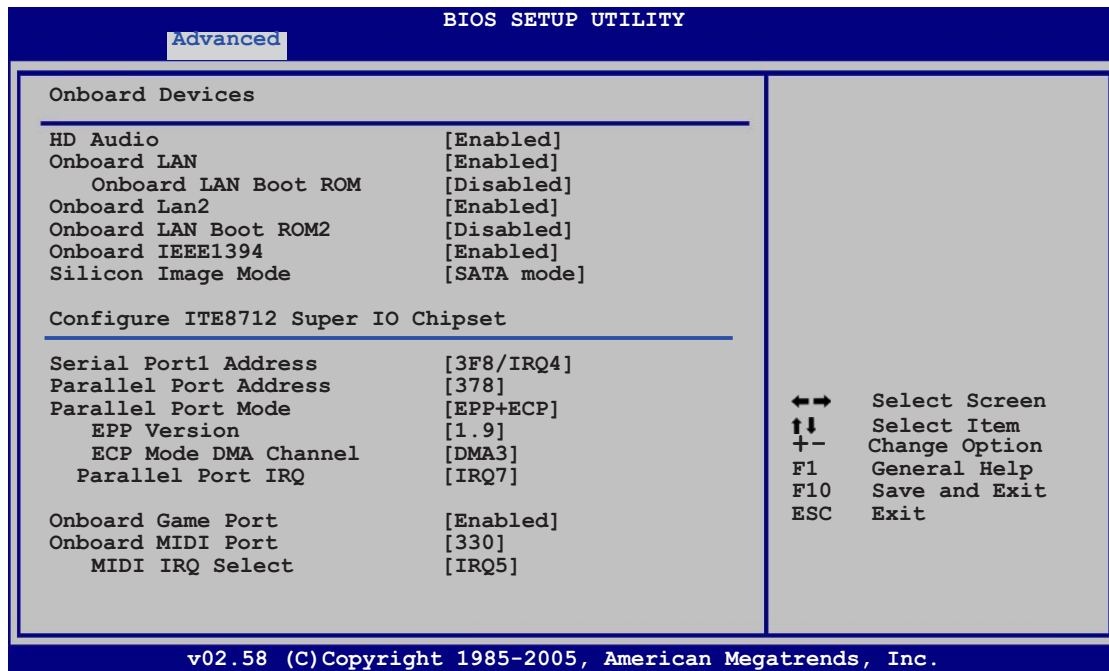 BIOS SETUP UTILITY
Advanced
Onboard Devices
HD Audio [Enabled]
Onboard LAN [Enabled]
Onboard LAN Boot ROM [Disabled]
Onboard Lan2 [Enabled]
Onboard LAN Boot ROM2 [Disabled]
Onboard IEEE1394 [Enabled]
Silicon Image Mode [SATA mode]
Configure ITE8712 Super IO Chipset
Serial Port1 Address [3F8/IRQ4]
Parallel Port Address [378]
Parallel Port Mode [EPP+ECP]
EPP Version [1.9]
ECP Mode DMA Channel [DMA3]
Parallel Port IRQ [IRQ7]
Onboard Game Port [Enabled]
Onboard MIDI Port [330]
MIDI IRQ Select [IRQ5]
←→ Select Screen
↑↓ Select Item
+- Change Option
F1 General Help
F10 Save and Exit
ESC Exit
v02.58 (C)Copyright 1985-2005, American Megatrends, Inc.